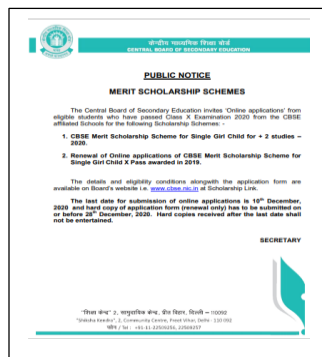 केन्द्रीय माध्यमिक शिक्षा बोर्ड
CENTRAL BOARD OF SECONDARY EDUCATION
PUBLIC NOTICE
MERIT SCHOLARSHIP SCHEMES
The Central Board of Secondary Education invites 'Online applications' from
eligible students who have passed Class X Examination 2020 from the CBSE
affiliated Schools for the following Scholarship Schemes: -
1. CBSE Merit Scholarship Scheme for Single Girl Child for + 2 studies –
2020.
2. Renewal of Online applications of CBSE Merit Scholarship Scheme for
Single Girl Child X Pass awarded in 2019.
The details and eligibility conditions alongwith the application form are
available on Board's website i.e. www.cbse.nic.in at Scholarship Link.
The last date for submission of online applications is 10th December,
2020 and hard copy of application form (renewal only) has to be submitted on
or before 28th December, 2020. Hard copies received after the last date shall
not be entertained.
SECRETARY
"शिक्षा केन्द्र" 2, सामुदायिक केन्द्र, प्रीत विहार, दिल्ली – 110092
"Shiksha Kendra", 2, Community Centre, Preet Vihar, Delhi - 110 092
फोन / Tel : +91-11-22509256, 22509257